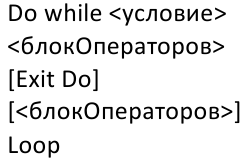 Do while <условие>
<блокОператоров>
[Exit Do]
[<блокОператоров>]
Loop